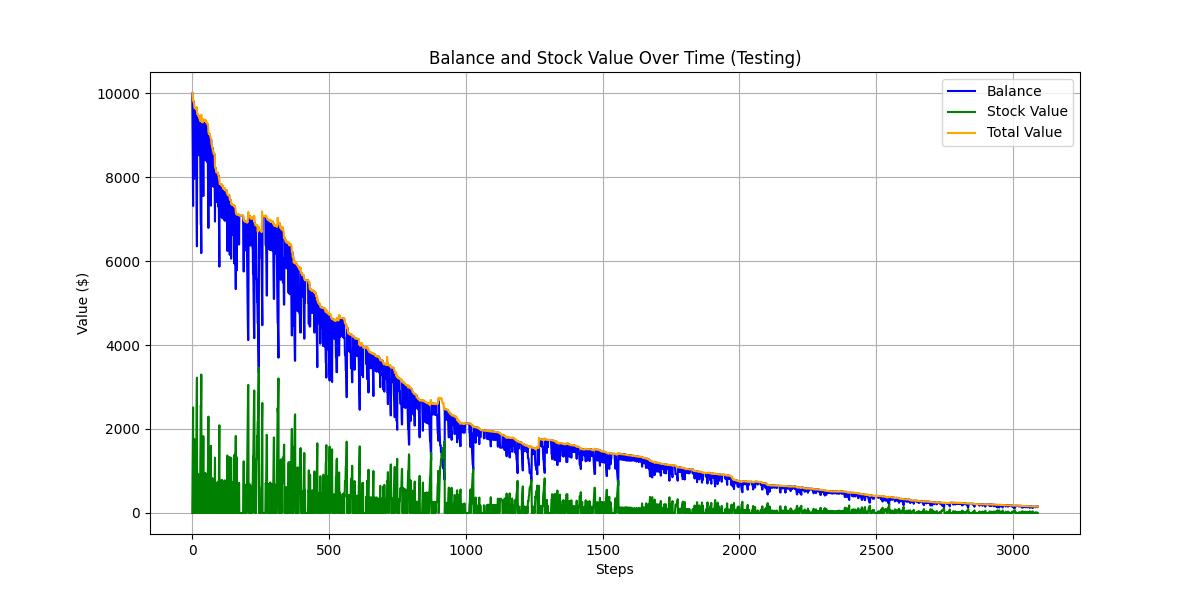 Balance and Stock Value Over Time (Testing)
Balance
Stock Value
Total Value
Value ($)
10000
8000
6000
4000
2000
0
0 500 1000 1500 2000 2500 3000
Steps